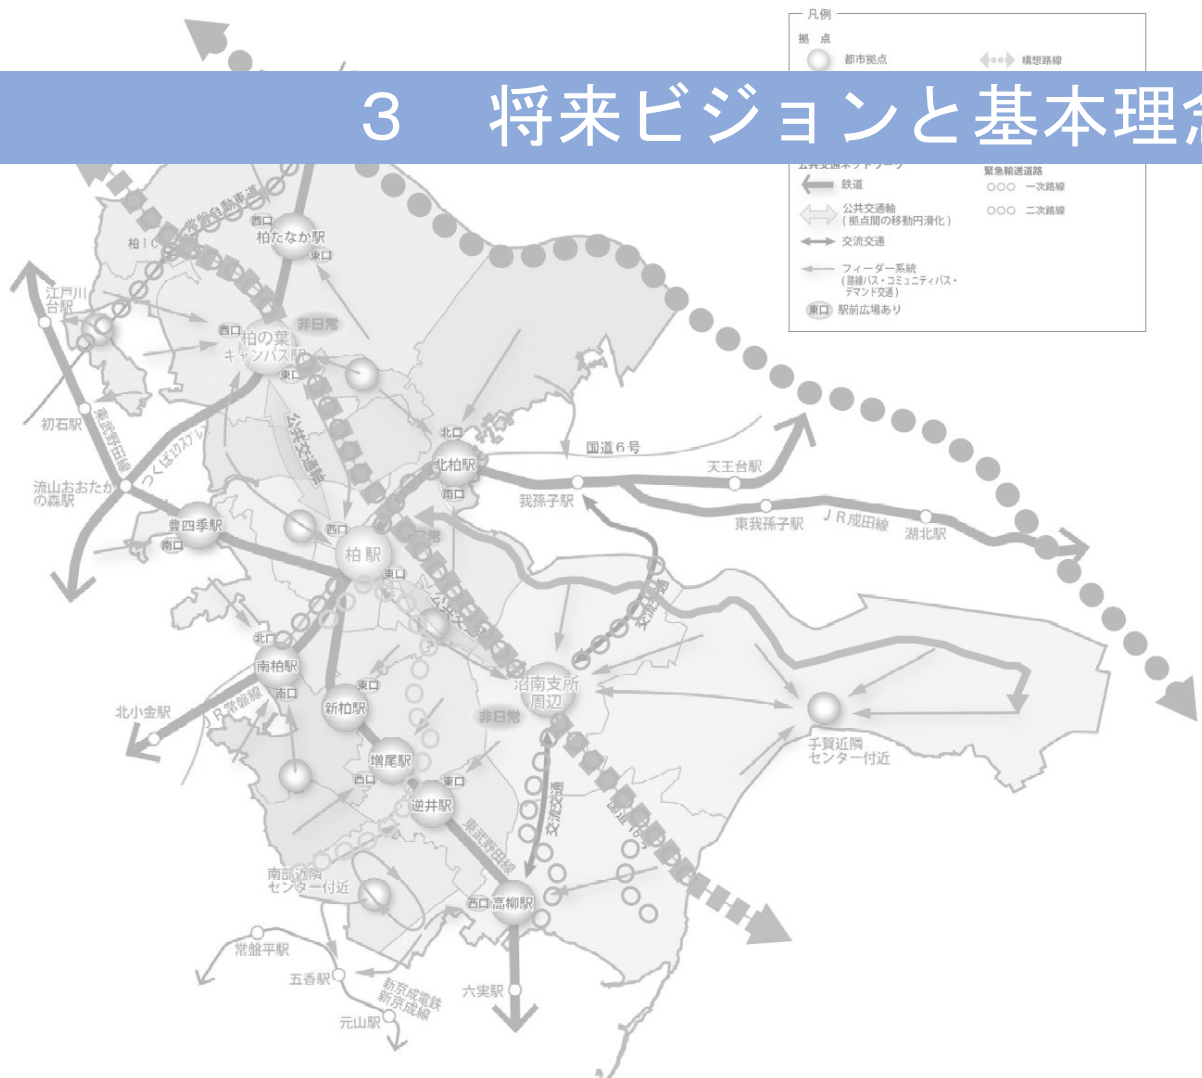 凡例
拠 点
都市拠点
構想路線
3 将来ビジョンと基本理念
公共交通ネットワーク
鉄道
公共交通軸
(拠点間の移動円滑化)
交流交通
フィーダー系統
(路線バス・コミュニティバス・
デマンド交通)
東口 駅前広場あり
緊急輸送道路
一次路線
二次路線
常磐自動車道
柏IC
西口
柏たなか駅
東口
江戸川
台駅
非日常
西口
柏の葉
キャンパス駅
東口
初石駅
東武野田線
つくばエクスプレス
公共交通軸
北口
北柏駅
南口
国道6号
天王台駅
我孫子駅
東我孫子駅
JR成田線
湖北駅
流山おおたか
の森駅
豊四季駅
南口
西口
柏駅
東口
公共交通
交流交通
北口
南柏駅
南口
東口
新柏駅
沼南支所
周辺
非日常
北小金駅
JR常磐線
増尾駅
西口
東口
逆井駅
東武野田線
交流交通
国道16号
手賀近隣
センター付近
南部近隣
センター付近
西口
高柳駅
常盤平駅
五香駅
新京成電鉄
新京成線
元山駅
六実駅